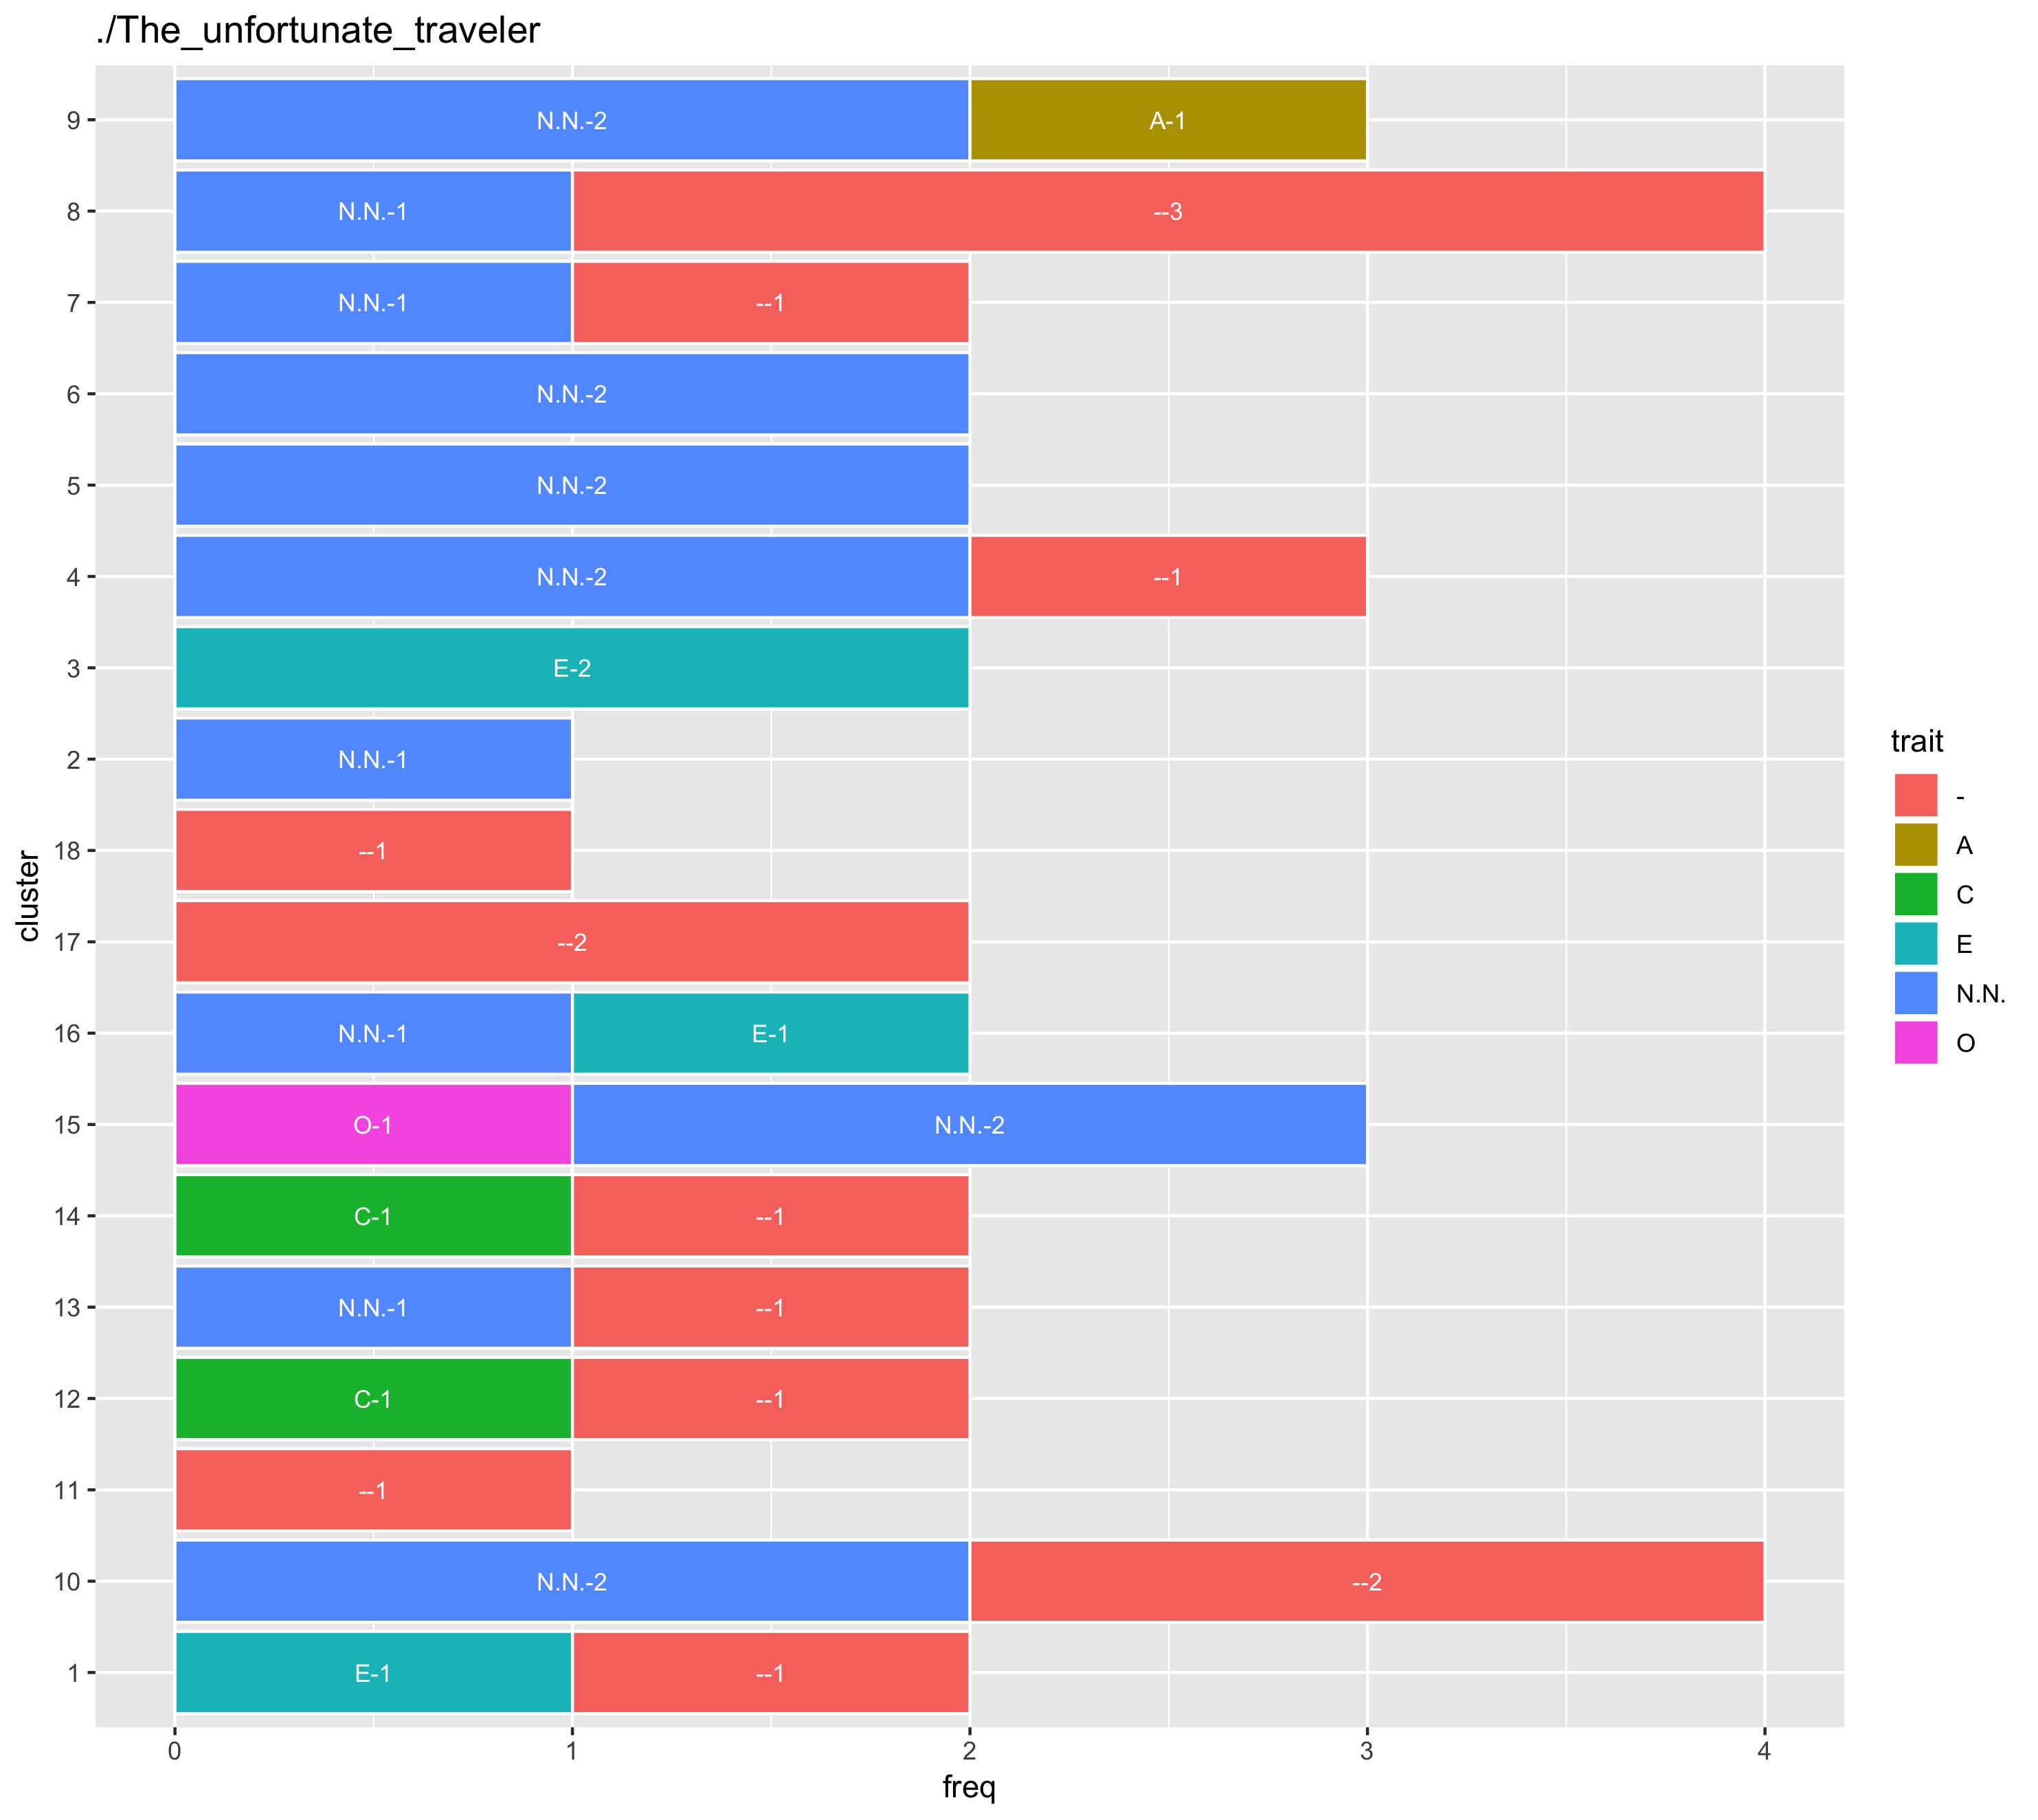 ./The_unfortunate_traveler
9 N.N.-2 A-1
8 N.N.-1 --3
7 N.N.-1 --1
6 N.N.-2
5 N.N.-2
4 N.N.-2 --1
3 E-2
2 N.N.-1
18 --1
17 --2
16 N.N.-1 E-1
15 O-1 N.N.-2
14 C-1 --1
13 N.N.-1 --1
12 C-1 --1
11 --1
10 N.N.-2 --2
1 E-1 --1
0 1 2 3 4
freq
cluster
trait
-
A
C
E
N.N.
O